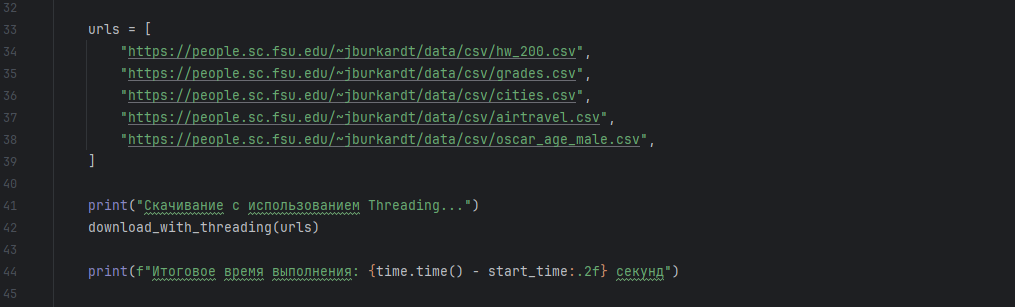 32
33 urls = [
34 "https://people.sc.fsu.edu/~jburkardt/data/csv/hw_200.csv",
35 "https://people.sc.fsu.edu/~jburkardt/data/csv/grades.csv",
36 "https://people.sc.fsu.edu/~jburkardt/data/csv/cities.csv",
37 "https://people.sc.fsu.edu/~jburkardt/data/csv/airtravel.csv",
38 "https://people.sc.fsu.edu/~jburkardt/data/csv/oscar_age_male.csv",
39 ]
40
41 print("Скачивание с использованием Threading...")
42 download_with_threading(urls)
43
44 print(f"Итоговое время выполнения: {time.time() - start_time:.2f} секунд")
45